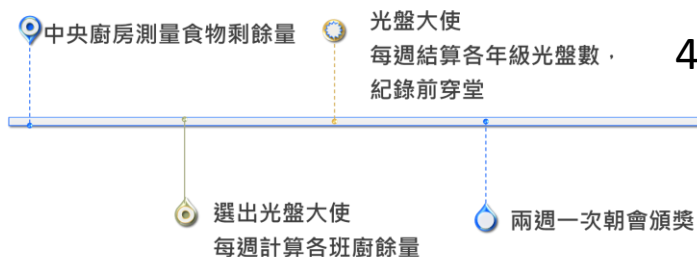 中央廚房測量食物剩餘量
光盤大使
每週結算各年級光盤數，
紀錄前穿堂
4
選出光盤大使
每週計算各班廚餘量
兩週一次朝會頒獎